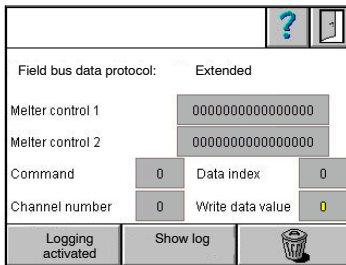 ?
Field bus data protocol: Extended
Melter control 1 0000000000000000
Melter control 2 0000000000000000
Command 0 Data index 0
Channel number 0 Write data value 0
Logging activated Show log